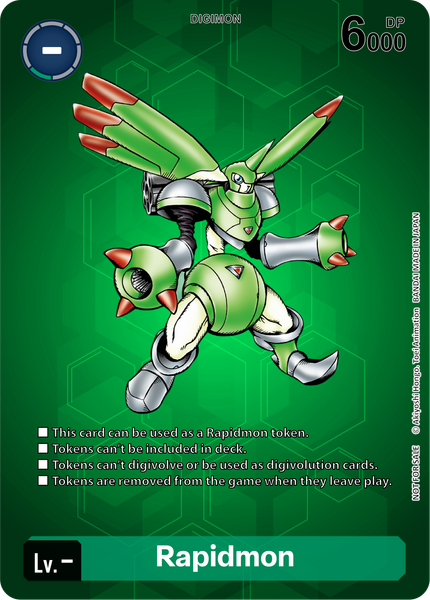 DIGIMON
DP
6000
-
■ This card can be used as a Rapidmon token.
■ Tokens can't be included in deck.
■ Tokens can't digivolve or be used as digivolution cards.
■ Tokens are removed from the game when they leave play.
Lv.-
Rapidmon
NOT FOR SALE © Akiyoshi Hongo, Toei Animation BANDAI MADE IN JAPAN